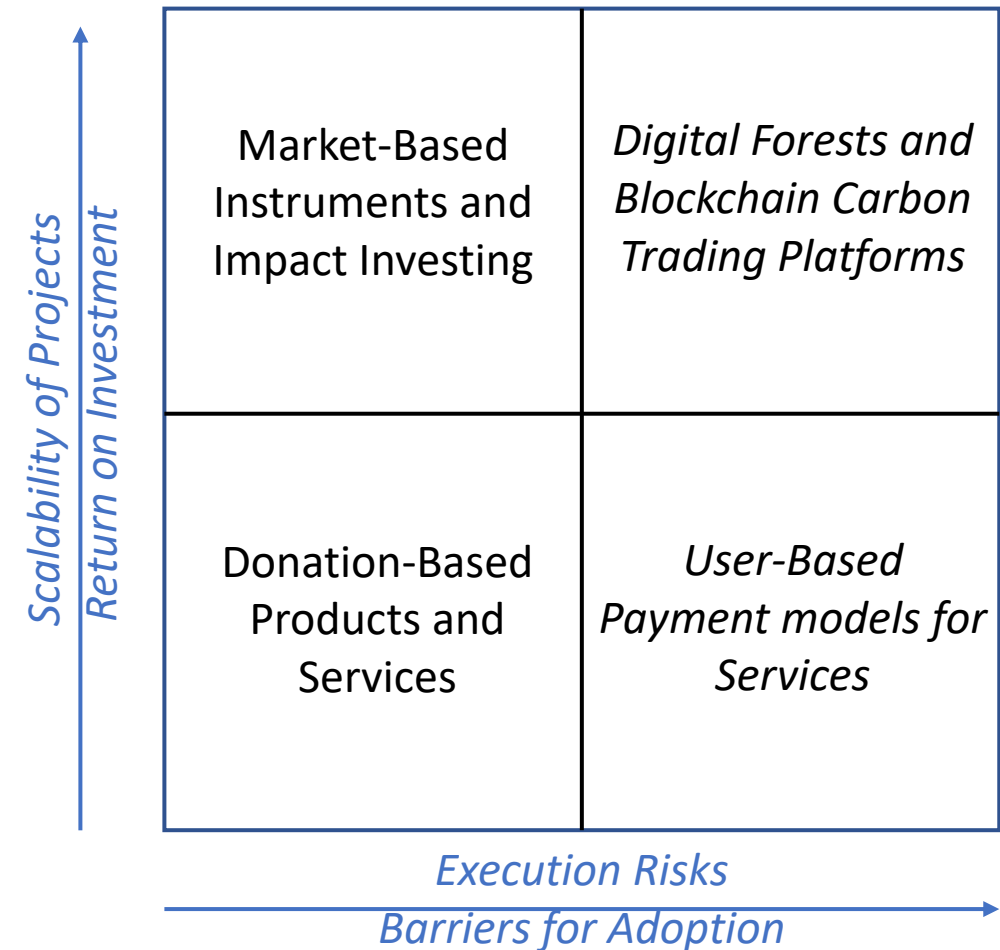 Scalability of Projects
Return on Investment
Market-Based
Instruments and
Impact Investing
Digital Forests and
Blockchain Carbon
Trading Platforms
Donation-Based
Products and
Services
User-Based
Payment models for
Services
Execution Risks
Barriers for Adoption